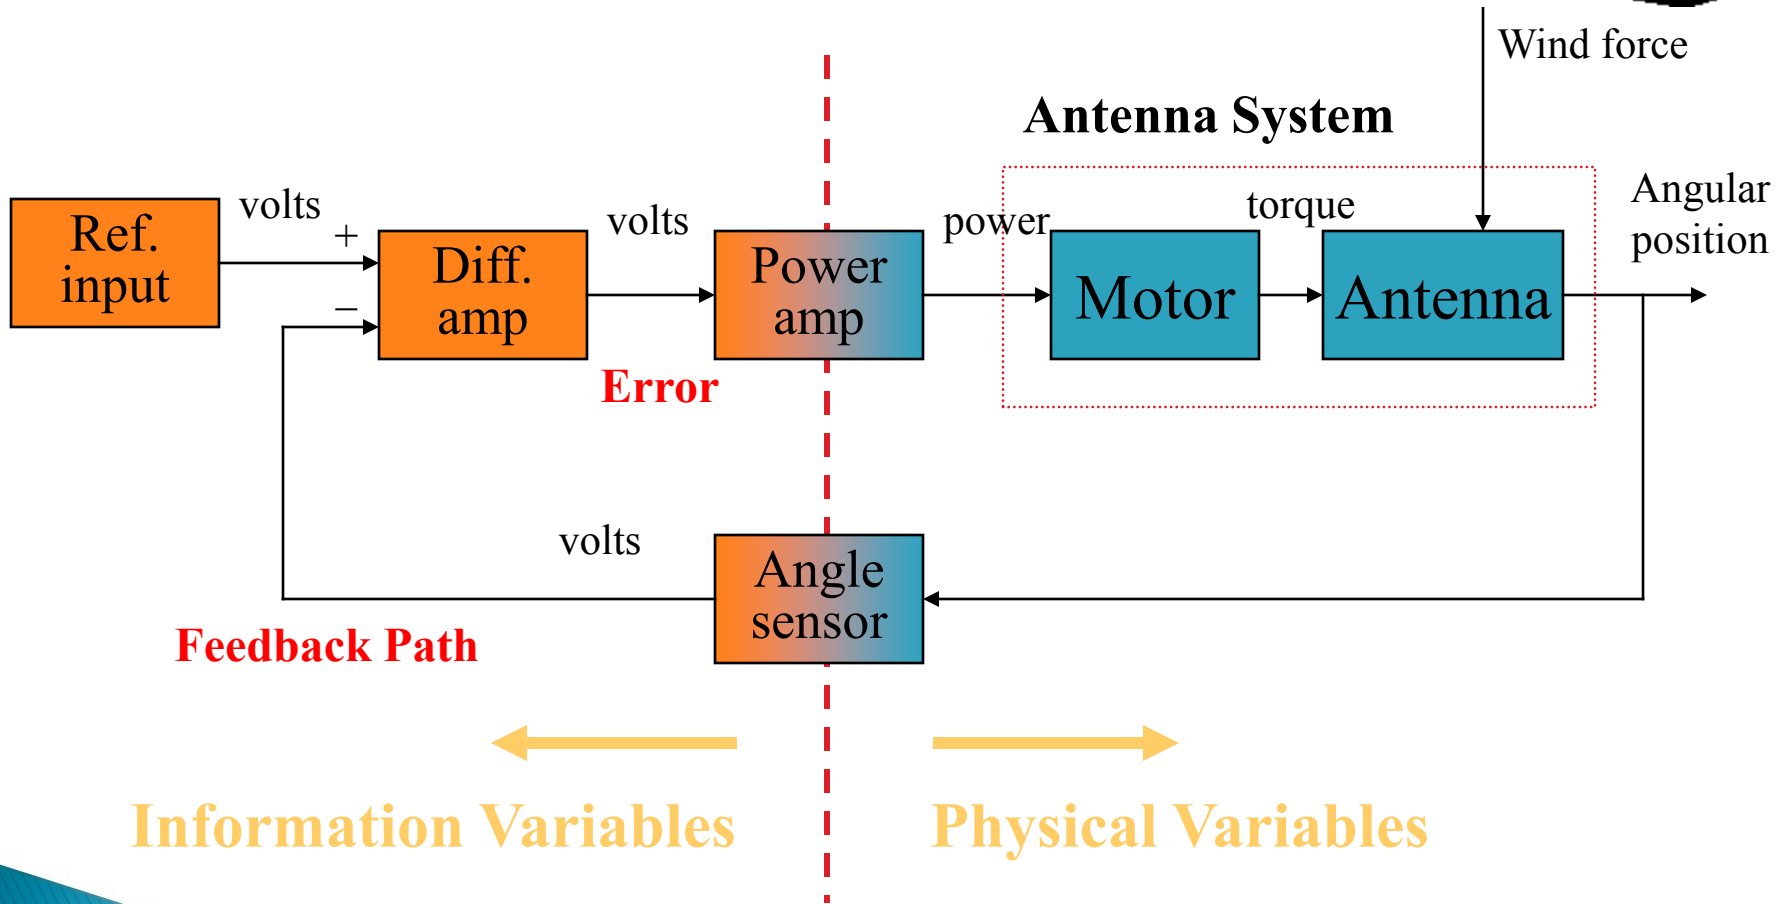 Wind force
Antenna System
Angular
position
volts
volts
power
torque
Ref.
input
+
−
Diff.
amp
Power
amp
Motor
Antenna
Error
volts
Angle
sensor
Feedback Path
Information Variables
Physical Variables